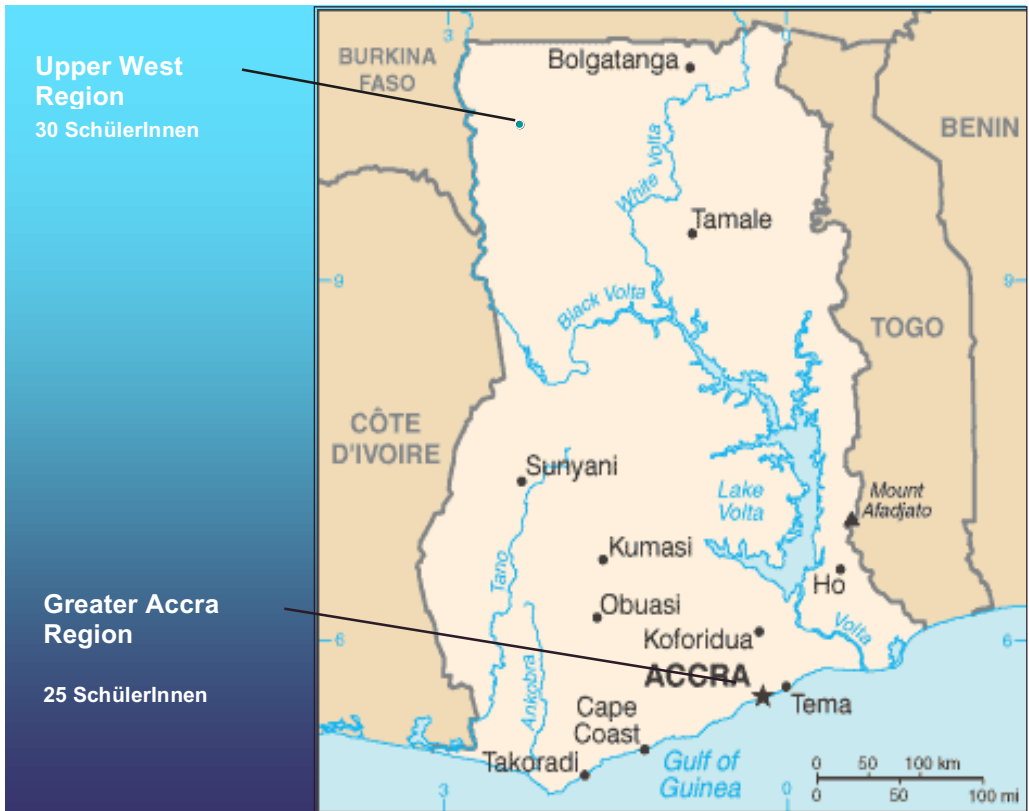 Upper West
Region
30 SchülerInnen
Greater Accra
Region
25 SchülerInnen
3
0
BURKINA
FASO
Bolgatanga
BENIN
White Volta
Tamale
9
9
Black Volta
TOGO
CÔTE
D'IVOIRE
Sunyani
Lake
Volta
Mount
Afadjato
Kumasi
Tano
Ho
Obuasi
Koforidua
Volta
6
6
ACCRA
Ankobra
Tema
Cape
Coast
Takoradi
Gulf of
Guinea
0 50 100 km
0 50 100 mi
3
0